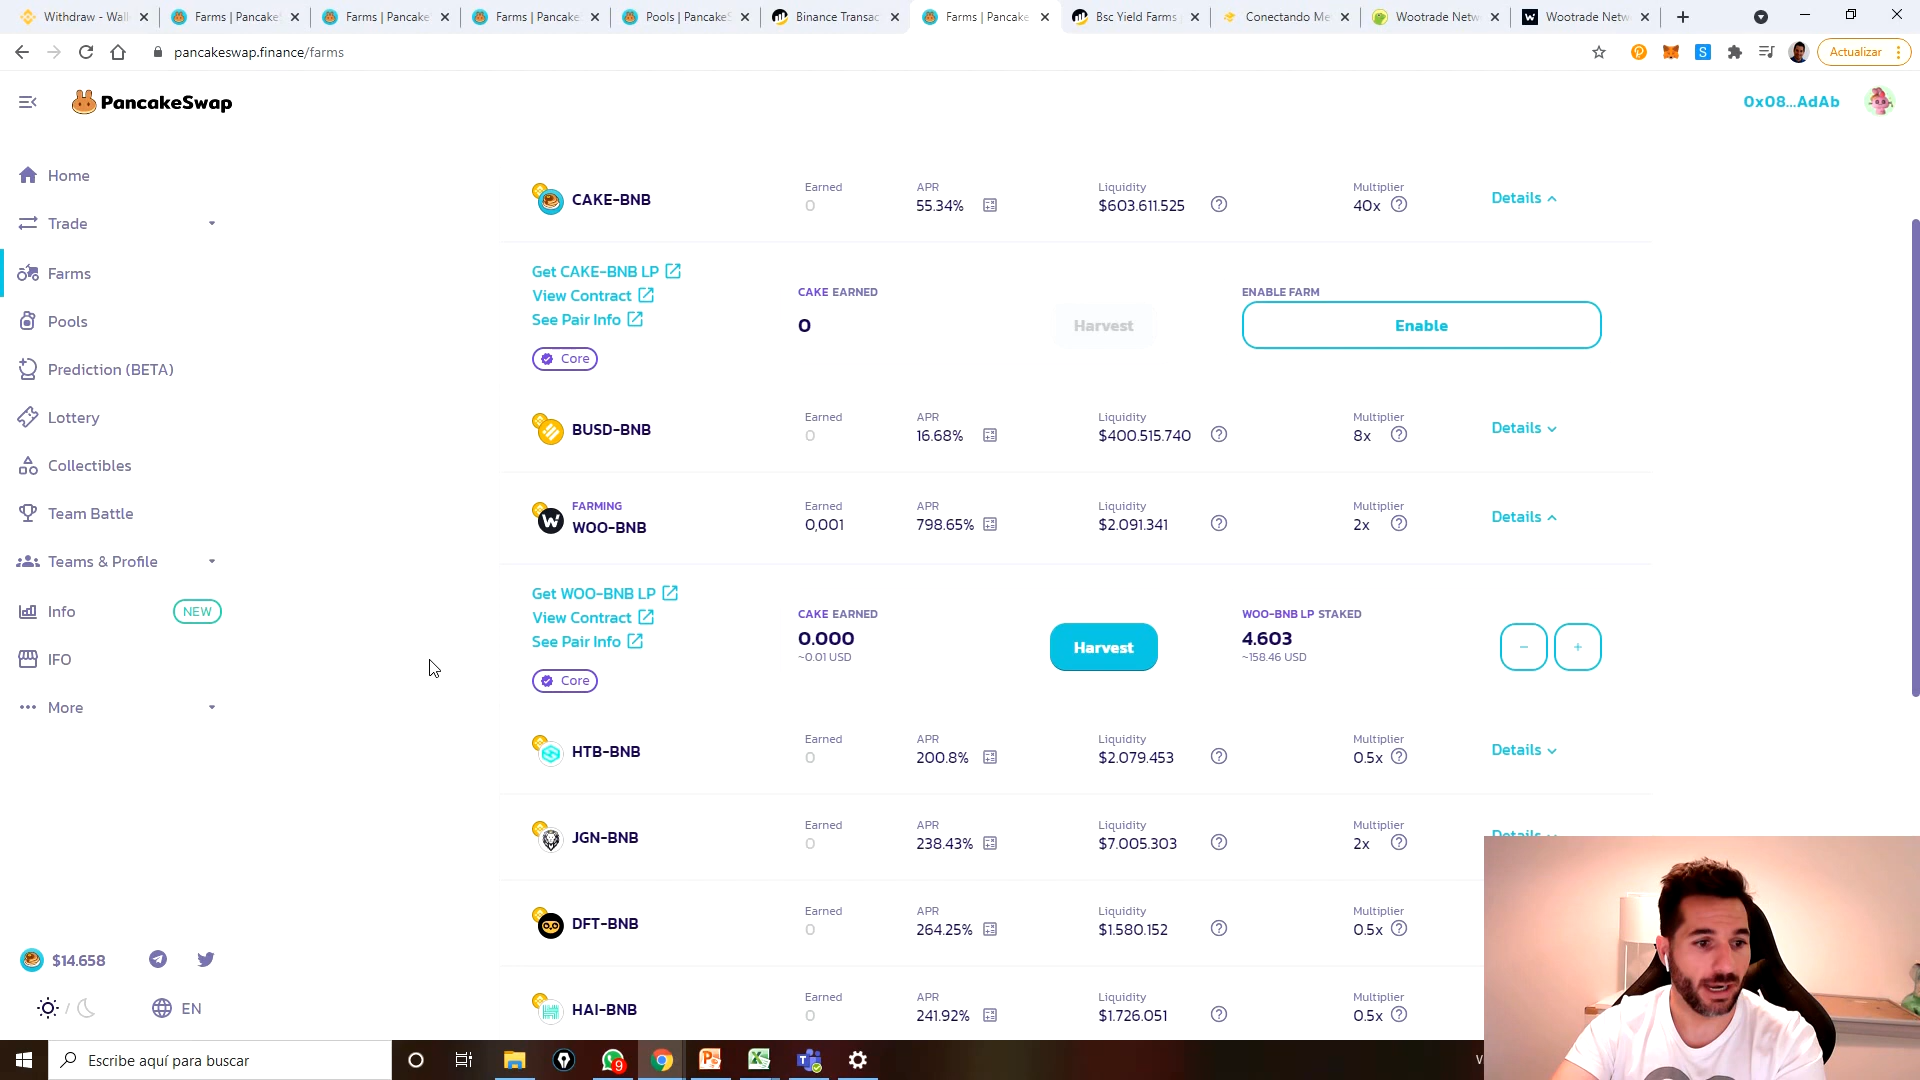 Withdraw - Wall
Farms | PancakeS
Farms | PancakeS
Farms | PancakeS
Pools | PancakeS
Binance Transac
Farms | Pancake
Bsc Yield Farms
Conectando Me
Wootrade Netw
Wootrade Netw
pancakeswap.finance/farms
Actualizar
PancakeSwap
0x08...AdAb
Home
Trade
Farms
Pools
Prediction (BETA)
Lottery
Collectibles
Team Battle
Teams & Profile
Info
NEW
IFO
More
$14.658
EN
CAKE-BNB
Earned
0
APR
55.34%
Liquidity
$603.611.525
Multiplier
40x
Details
Get CAKE-BNB LP
View Contract
See Pair Info
Core
CAKE EARNED
0
Harvest
ENABLE FARM
Enable
BUSD-BNB
Earned
0
APR
16.68%
Liquidity
$400.515.740
Multiplier
8x
Details
FARMING
WOO-BNB
Earned
0,001
APR
798.65%
Liquidity
$2.091.341
Multiplier
2x
Details
Get WOO-BNB LP
View Contract
See Pair Info
Core
CAKE EARNED
0.000
~0.01 USD
Harvest
WOO-BNB LP STAKED
4.603
~158.46 USD
HTB-BNB
Earned
0
APR
200.8%
Liquidity
$2.079.453
Multiplier
0.5x
Details
JGN-BNB
Earned
0
APR
238.43%
Liquidity
$7.005.303
Multiplier
2x
Details
DFT-BNB
Earned
0
APR
264.25%
Liquidity
$1.580.152
Multiplier
0.5x
HAI-BNB
Earned
0
APR
241.92%
Liquidity
$1.726.051
Multiplier
0.5x
Escribe aquí para buscar
9